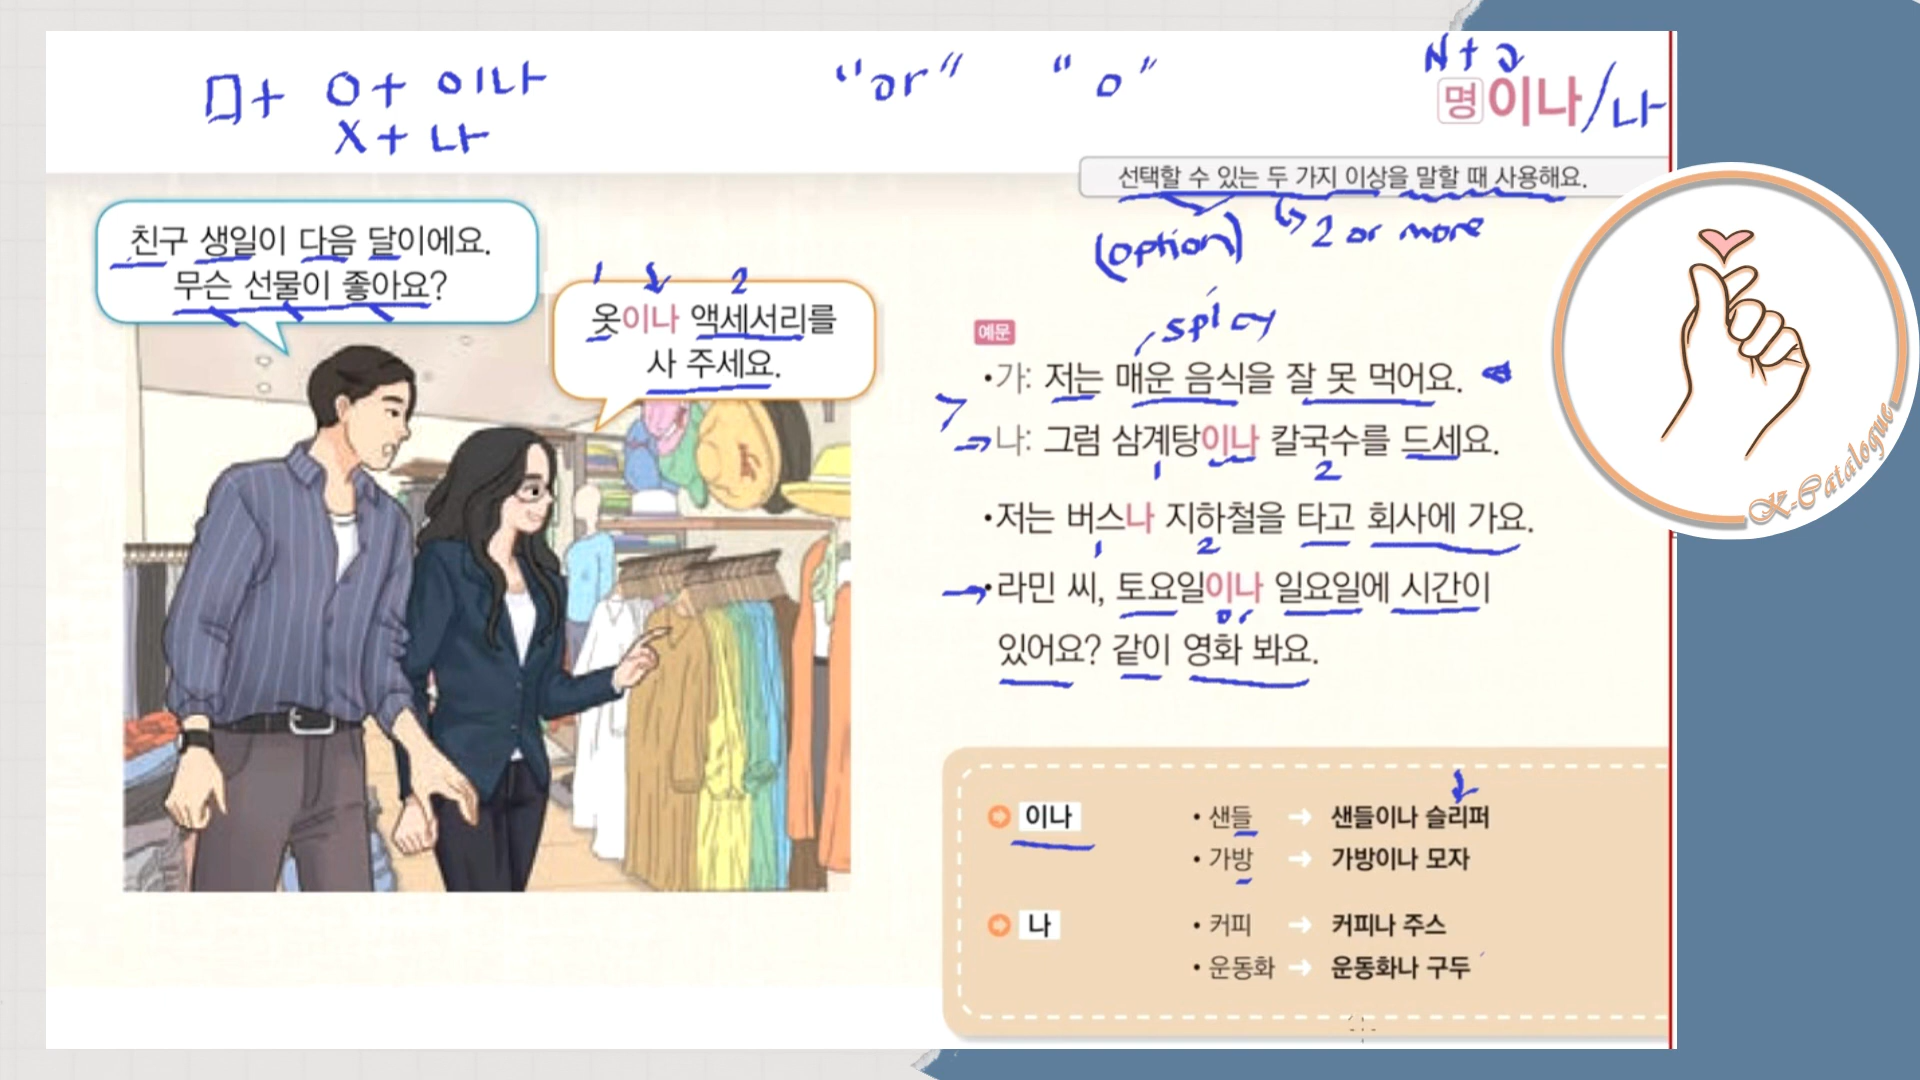 ㅁ+ O+ 이나
X + 나
"or" "o"
N+
명이나/나
선택할 수 있는 두 가지 이상을 말할 때 사용해요.
(option) 2 or more
친구 생일이 다음 달이에요.
무슨 선물이 좋아요?
1 2
옷이나 액세서리를
사 주세요.
예문
spicy
•가: 저는 매운 음식을 잘 못 먹어요.
나: 그럼 삼계탕이나 칼국수를 드세요.
1 2
•저는 버스나 지하철을 타고 회사에 가요.
1 2
•라민 씨, 토요일이나 일요일에 시간이
or
있어요? 같이 영화 봐요.
이나
• 샌들 → 샌들이나 슬리퍼
• 가방 → 가방이나 모자
나
• 커피 → 커피나 주스
• 운동화 → 운동화나 구두
K-Catalogue